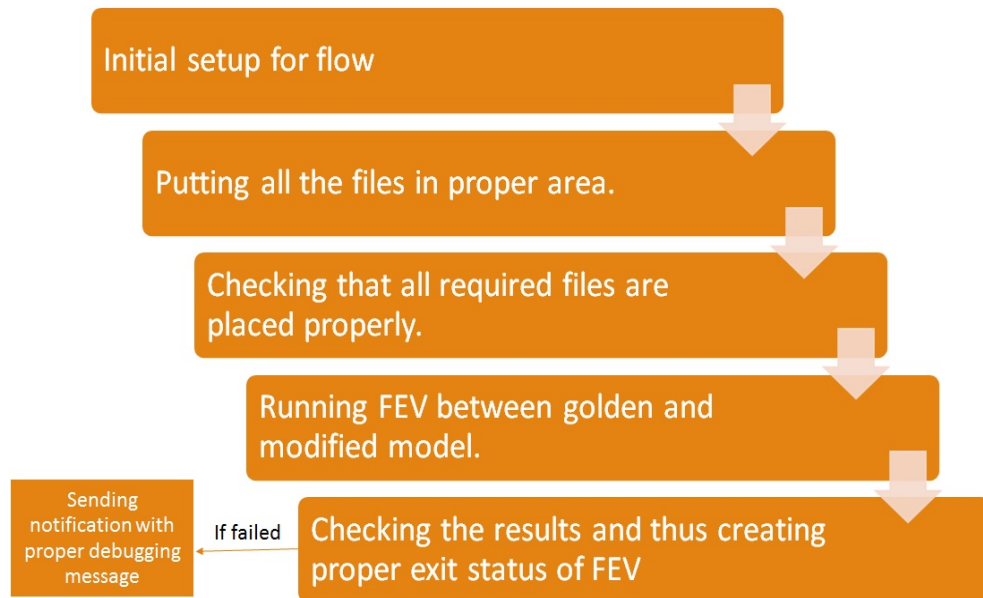 Initial setup for flow
Putting all the files in proper area.
Checking that all required files are
placed properly.
Running FEV between golden and
modified model.
Checking the results and thus creating
proper exit status of FEV
If failed
Sending
notification with
proper debugging
message